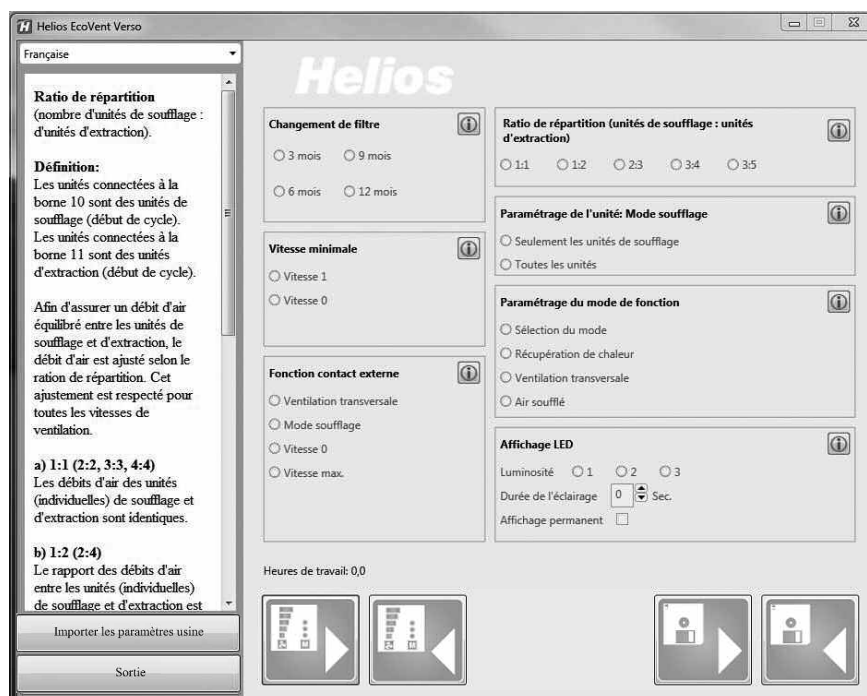 Helios EcoVent Verso
Française
Ratio de répartition
(nombre d'unités de soufflage :
d'unités d'extraction).
Définition:
Les unités connectées à la
borne 10 sont des unités de
soufflage (début de cycle).
Les unités connectées à la
borne 11 sont des unités
d'extraction (début de cycle).
Afin d'assurer un débit d'air
équilibré entre les unités de
soufflage et d'extraction, le
débit d'air est ajusté selon le
ration de répartition. Cet
ajustement est respecté pour
toutes les vitesses de
ventilation.
a) 1:1 (2:2, 3:3, 4:4)
Les débits d'air des unités
(individuelles) de soufflage et
d'extraction sont identiques.
b) 1:2 (2:4)
Le rapport des débits d'air
entre les unités (individuelles)
de soufflage et d'extraction est
Importer les paramètres usine
Sortie
Helios
Changement de filtre
3 mois 9 mois
6 mois 12 mois
Vitesse minimale
Vitesse 1
Vitesse 0
Fonction contact externe
Ventilation transversale
Mode soufflage
Vitesse 0
Vitesse max.
Ratio de répartition (unités de soufflage : unités
d'extraction)
1:1 1:2 2:3 3:4 3:5
Paramétrage de l'unité: Mode soufflage
Seulement les unités de soufflage
Toutes les unités
Paramétrage du mode de fonction
Sélection du mode
Récupération de chaleur
Ventilation transversale
Air soufflé
Affichage LED
Luminosité 1 2 3
Durée de l'éclairage 0 Sec.
Affichage permanent
Heures de travail: 0,0